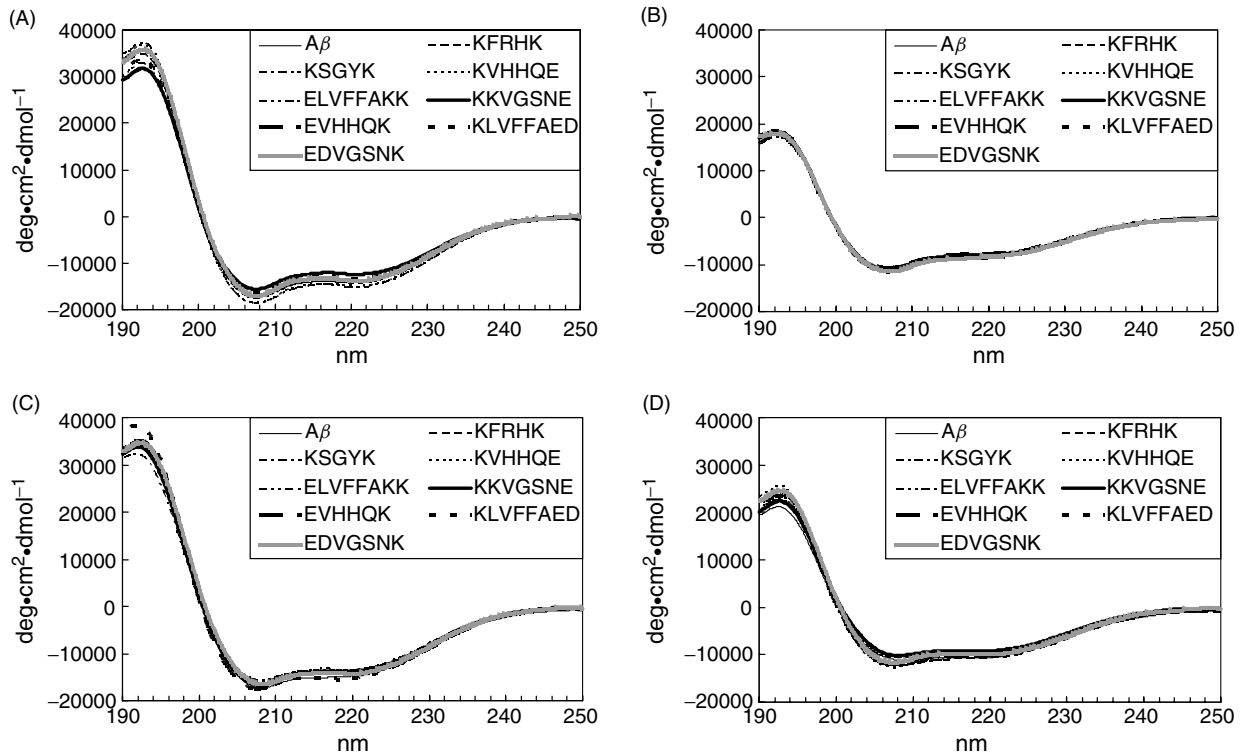 (A)
deg•cm²•dmol⁻¹
40000
30000
20000
10000
0
−10000
−20000
190 200 210 220 230 240 250
nm
Aβ KFRHK
KSGYK KVHHQE
ELVFFAKK KKVGSNE
EVHHQK KLVFFAED
EDVGSNK
(B)
deg•cm²•dmol⁻¹
40000
30000
20000
10000
0
−10000
−20000
190 200 210 220 230 240 250
nm
Aβ KFRHK
KSGYK KVHHQE
ELVFFAKK KKVGSNE
EVHHQK KLVFFAED
EDVGSNK
(C)
deg•cm²•dmol⁻¹
40000
30000
20000
10000
0
−10000
−20000
190 200 210 220 230 240 250
nm
Aβ KFRHK
KSGYK KVHHQE
ELVFFAKK KKVGSNE
EVHHQK KLVFFAED
EDVGSNK
(D)
deg•cm²•dmol⁻¹
40000
30000
20000
10000
0
−10000
−20000
190 200 210 220 230 240 250
nm
Aβ KFRHK
KSGYK KVHHQE
ELVFFAKK KKVGSNE
EVHHQK KLVFFAED
EDVGSNK